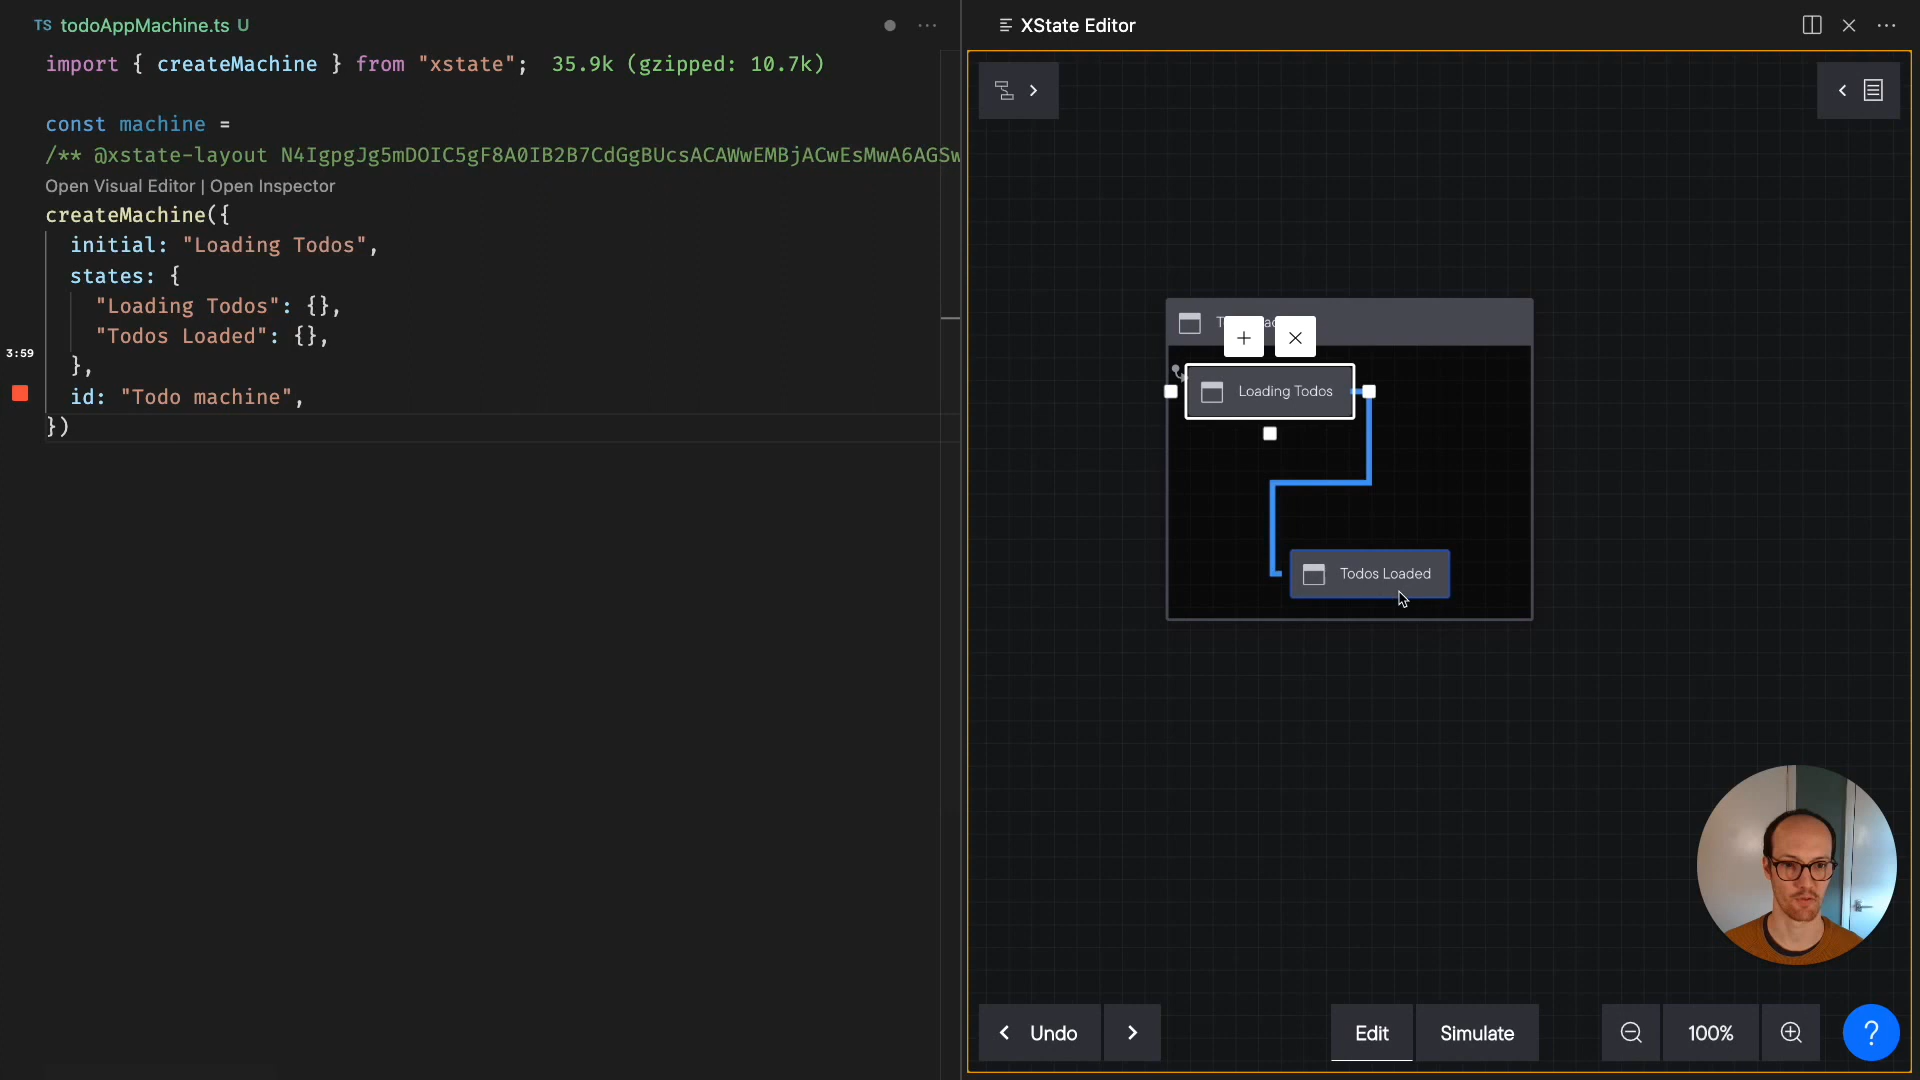 TS todoAppMachine.ts U
import { createMachine } from "xstate"; 35.9k (gzipped: 10.7k)
const machine =
/** @xstate-layout N4IgpgJg5mDOIC5gF8A0IB2B7CdGgBUcsACAWwEMBjACwEsMwA6AGSw
Open Visual Editor | Open Inspector
createMachine({
initial: "Loading Todos",
states: {
"Loading Todos": {},
"Todos Loaded": {},
},
id: "Todo machine",
})
3:59
XState Editor
Loading Todos
Todos Loaded
Undo
Edit
Simulate
100%
?